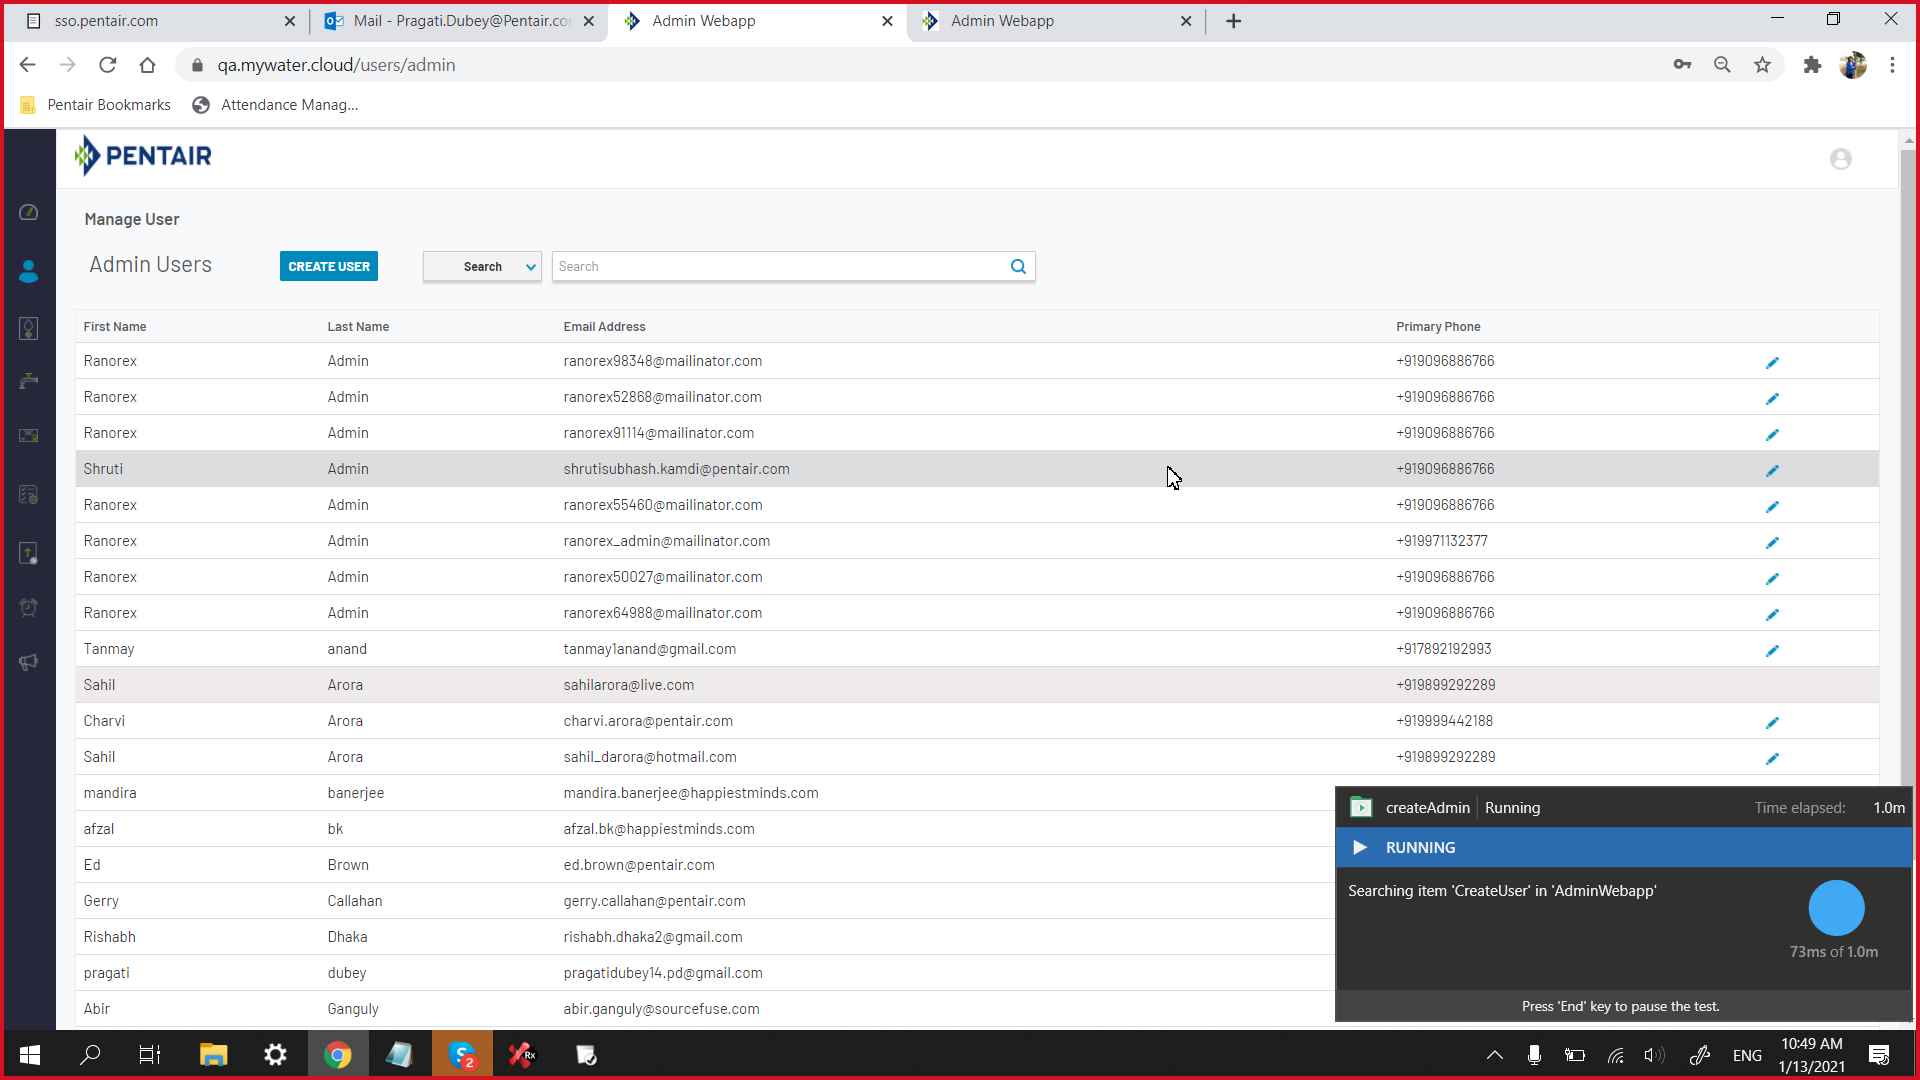 sso.pentair.com
Mail - Pragati.Dubey@Pentair.co
Admin Webapp
Admin Webapp
qa.mywater.cloud/users/admin
Pentair Bookmarks
Attendance Manag...
PENTAIR
Manage User
Admin Users
CREATE USER
Search
Search
First Name Last Name Email Address Primary Phone
Ranorex Admin ranorex98348@mailinator.com +919096886766
Ranorex Admin ranorex52868@mailinator.com +919096886766
Ranorex Admin ranorex91114@mailinator.com +919096886766
Shruti Admin shrutisubhash.kamdi@pentair.com +919096886766
Ranorex Admin ranorex55460@mailinator.com +919096886766
Ranorex Admin ranorex_admin@mailinator.com +919971132377
Ranorex Admin ranorex50027@mailinator.com +919096886766
Ranorex Admin ranorex64988@mailinator.com +919096886766
Tanmay anand tanmay1anand@gmail.com +917892192993
Sahil Arora sahilarora@live.com +919899292289
Charvi Arora charvi.arora@pentair.com +919999442188
Sahil Arora sahil_darora@hotmail.com +919899292289
mandira banerjee mandira.banerjee@happiestminds.com
afzal bk afzal.bk@happiestminds.com
Ed Brown ed.brown@pentair.com
Gerry Callahan gerry.callahan@pentair.com
Rishabh Dhaka rishabh.dhaka2@gmail.com
pragati dubey pragatidubey14.pd@gmail.com
Abir Ganguly abir.ganguly@sourcefuse.com
createAdmin Running Time elapsed: 1.0m
RUNNING
Searching item 'CreateUser' in 'AdminWebapp'
73ms of 1.0m
Press 'End' key to pause the test.
2
Rx
ENG
10:49 AM
1/13/2021